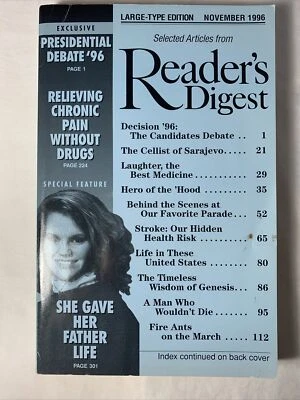 LARGE-TYPE EDITION NOVEMBER 1996
EXCLUSIVE
PRESIDENTIAL
DEBATE '96
PAGE 1
RELIEVING
CHRONIC
PAIN
WITHOUT
DRUGS
PAGE 224
SPECIAL FEATURE
SHE GAVE
HER
FATHER
LIFE
PAGE 301
Selected Articles from
Reader's
Digest
Decision '96:
The Candidates Debate . . 1
The Cellist of Sarajevo..... 21
Laughter, the
Best Medicine ............ 29
Hero of the 'Hood ......... 35
Behind the Scenes at
Our Favorite Parade... 52
Stroke: Our Hidden
Health Risk ............. 65
Life in These
United States ........... 80
The Timeless
Wisdom of Genesis... 86
A Man Who
Wouldn't Die ........ 95
Fire Ants
on the March ..... 112
Index continued on back cover